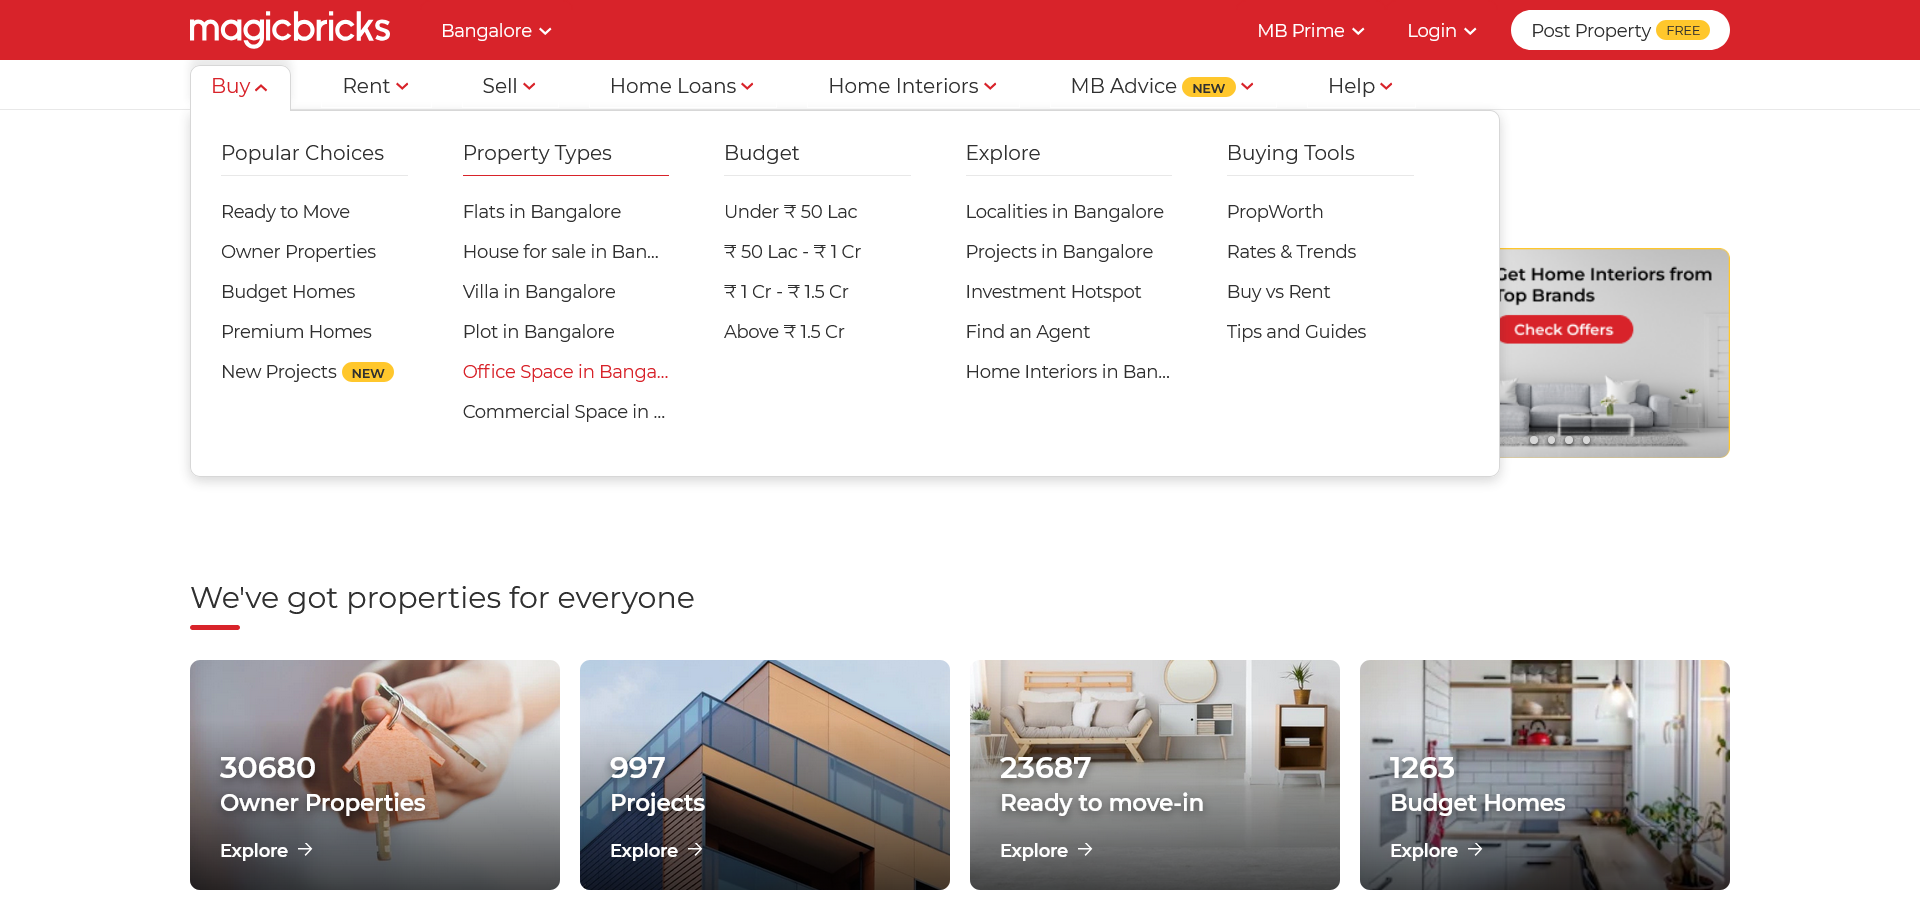 magicbricks
Bangalore
MB Prime
Login
Post Property FREE
Buy
Rent
Sell
Home Loans
Home Interiors
MB Advice NEW
Help
Popular Choices
Ready to Move
Owner Properties
Budget Homes
Premium Homes
New Projects NEW
Property Types
Flats in Bangalore
House for sale in Ban...
Villa in Bangalore
Plot in Bangalore
Office Space in Banga...
Commercial Space in ...
Budget
Under ₹ 50 Lac
₹ 50 Lac - ₹ 1 Cr
₹ 1 Cr - ₹ 1.5 Cr
Above ₹ 1.5 Cr
Explore
Localities in Bangalore
Projects in Bangalore
Investment Hotspot
Find an Agent
Home Interiors in Ban...
Buying Tools
PropWorth
Rates & Trends
Buy vs Rent
Tips and Guides
Get Home Interiors from
Top Brands
Check Offers
We've got properties for everyone
30680
Owner Properties
Explore
997
Projects
Explore
23687
Ready to move-in
Explore
1263
Budget Homes
Explore